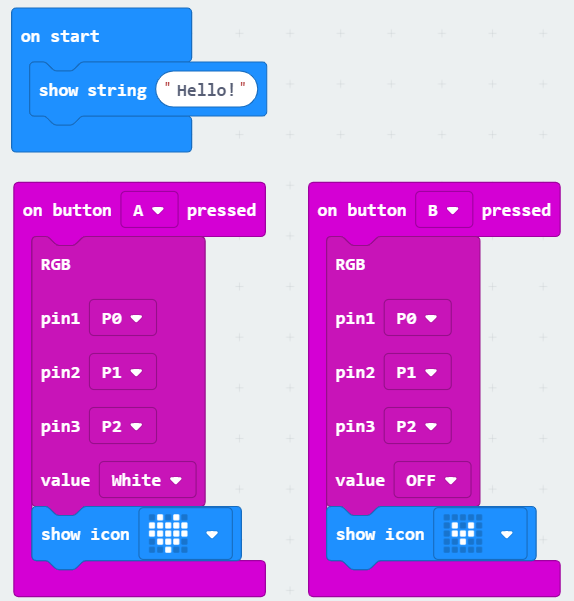 on start
show string "Hello!"
on button A pressed
RGB
pin1 P0
pin2 P1
pin3 P2
value White
show icon
on button B pressed
RGB
pin1 P0
pin2 P1
pin3 P2
value OFF
show icon